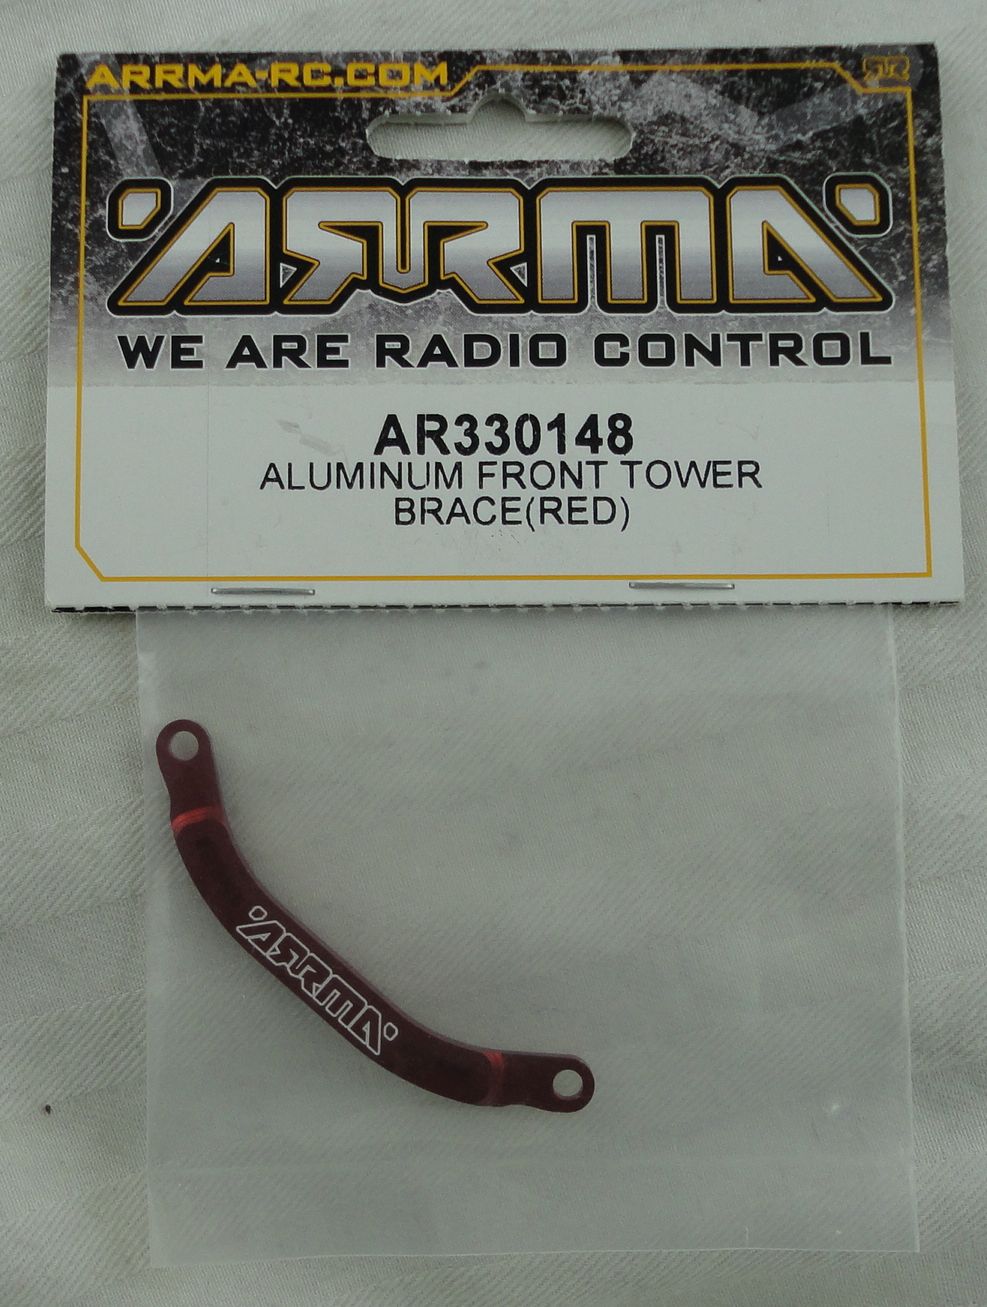 ARRMA-RC.COM
ARRMA
WE ARE RADIO CONTROL
AR330148
ALUMINUM FRONT TOWER
BRACE(RED)
ARRMA